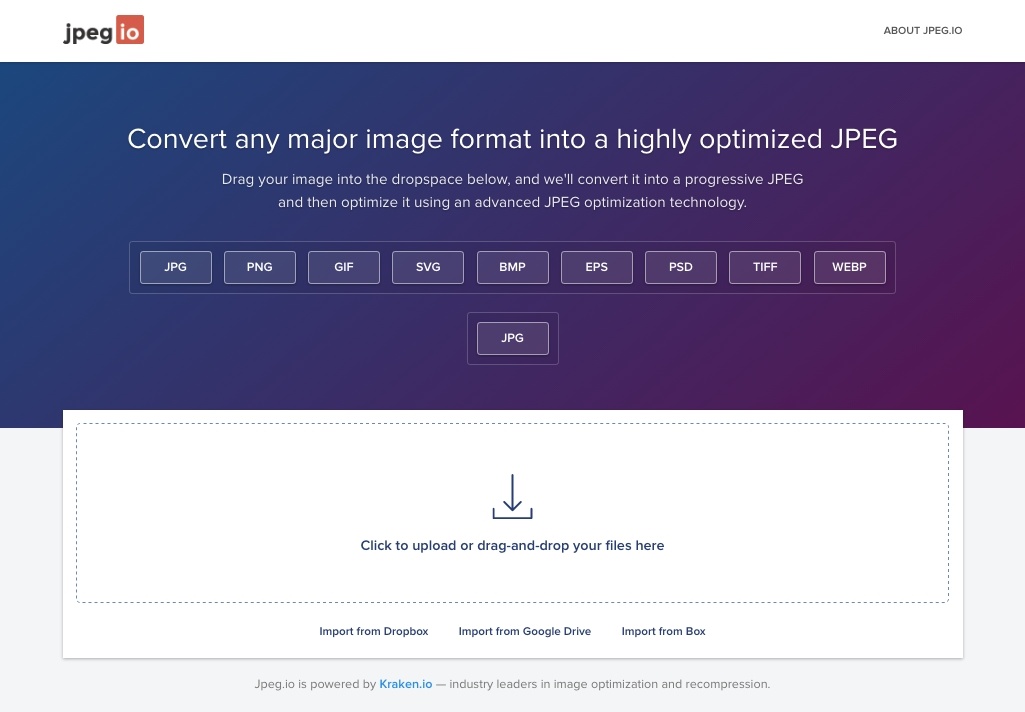 jpeg io
ABOUT JPEG.IO
Convert any major image format into a highly optimized JPEG
Drag your image into the dropspace below, and we'll convert it into a progressive JPEG
and then optimize it using an advanced JPEG optimization technology.
JPG PNG GIF SVG BMP EPS PSD TIFF WEBP
JPG
Click to upload or drag-and-drop your files here
Import from Dropbox Import from Google Drive Import from Box
Jpeg.io is powered by Kraken.io — industry leaders in image optimization and recompression.